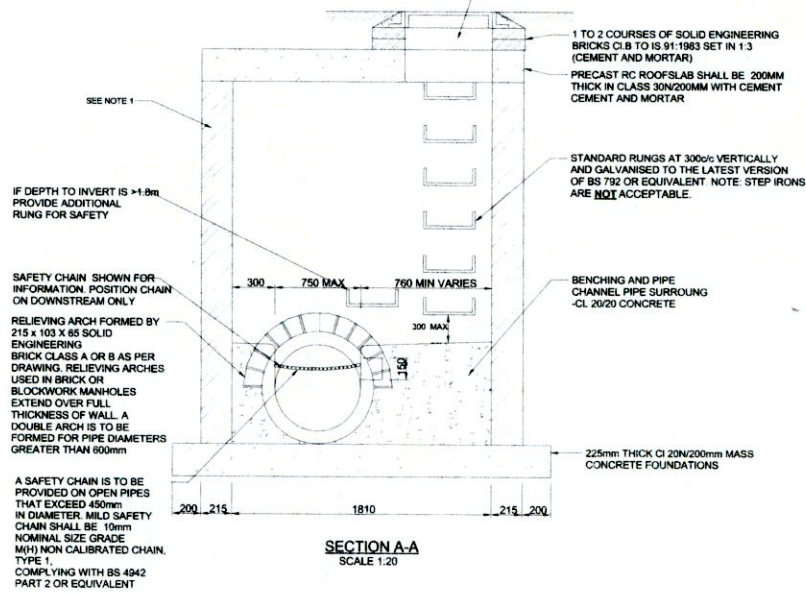 1 TO 2 COURSES OF SOLID ENGINEERING
BRICKS Cl.B TO IS 91:1983 SET IN 1:3
(CEMENT AND MORTAR)
PRECAST RC ROOFSLAB SHALL BE 200MM
THICK IN CLASS 30N/200MM WITH CEMENT
CEMENT AND MORTAR
SEE NOTE 1
STANDARD RUNGS AT 300c/c VERTICALLY
AND GALVANISED TO THE LATEST VERSION
OF BS 792 OR EQUIVALENT. NOTE: STEP IRONS
ARE NOT ACCEPTABLE.
IF DEPTH TO INVERT IS >1.8m
PROVIDE ADDITIONAL
RUNG FOR SAFETY
SAFETY CHAIN SHOWN FOR
INFORMATION. POSITION CHAIN
ON DOWNSTREAM ONLY
300
750 MAX
760 MIN VARIES
BENCHING AND PIPE
CHANNEL PIPE SURROUNG
-CL 20/20 CONCRETE
300 MAX
150
RELIEVING ARCH FORMED BY
215 x 103 X 65 SOLID
ENGINEERING
BRICK CLASS A OR B AS PER
DRAWING. RELIEVING ARCHES
USED IN BRICK OR
BLOCKWORK MANHOLES
EXTEND OVER FULL
THICKNESS OF WALL. A
DOUBLE ARCH IS TO BE
FORMED FOR PIPE DIAMETERS
GREATER THAN 600mm
225mm THICK Cl 20N/200mm MASS
CONCRETE FOUNDATIONS
A SAFETY CHAIN IS TO BE
PROVIDED ON OPEN PIPES
THAT EXCEED 450mm
IN DIAMETER. MILD SAFETY
CHAIN SHALL BE 10mm
NOMINAL SIZE GRADE
M(H) NON CALIBRATED CHAIN,
TYPE 1,
COMPLYING WITH BS 4942
PART 2 OR EQUIVALENT
200
215
1810
215
200
SECTION A-A
SCALE 1:20